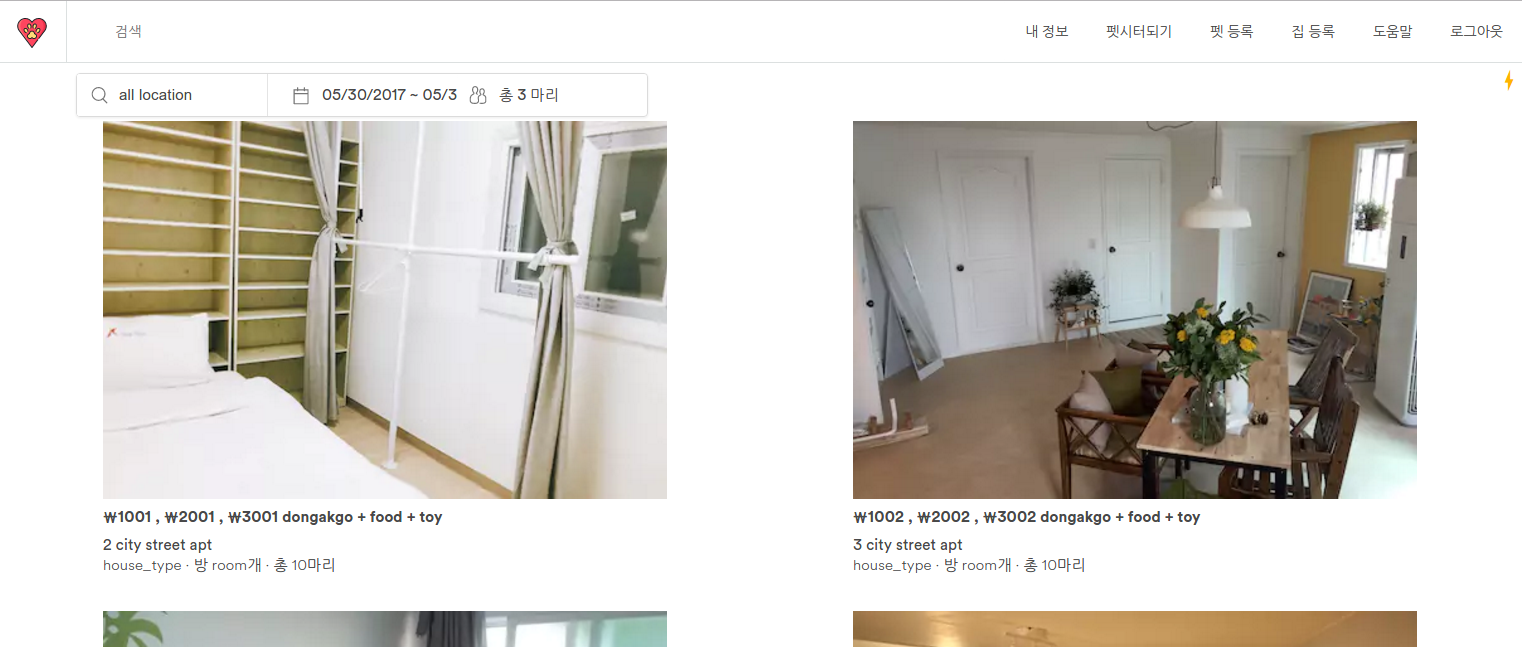 검색
내 정보
펫시터되기
펫 등록
집 등록
도움말
로그아웃
all location
05/30/2017 ~ 05/3
총 3 마리
₩1001 , ₩2001 , ₩3001 dongakgo + food + toy
2 city street apt
house_type · 방 room개 · 총 10마리
₩1002 , ₩2002 , ₩3002 dongakgo + food + toy
3 city street apt
house_type · 방 room개 · 총 10마리